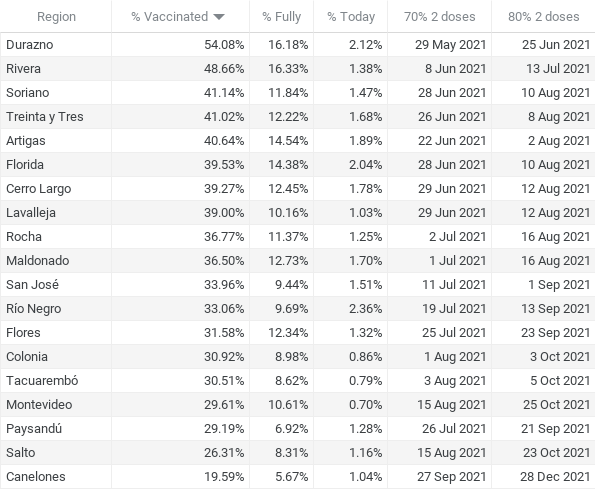 Region % Vaccinated % Fully % Today 70% 2 doses 80% 2 doses
Durazno 54.08% 16.18% 2.12% 29 May 2021 25 Jun 2021
Rivera 48.66% 16.33% 1.38% 8 Jun 2021 13 Jul 2021
Soriano 41.14% 11.84% 1.47% 28 Jun 2021 10 Aug 2021
Treinta y Tres 41.02% 12.22% 1.68% 26 Jun 2021 8 Aug 2021
Artigas 40.64% 14.54% 1.89% 22 Jun 2021 2 Aug 2021
Florida 39.53% 14.38% 2.04% 28 Jun 2021 10 Aug 2021
Cerro Largo 39.27% 12.45% 1.78% 29 Jun 2021 12 Aug 2021
Lavalleja 39.00% 10.16% 1.03% 29 Jun 2021 12 Aug 2021
Rocha 36.77% 11.37% 1.25% 2 Jul 2021 16 Aug 2021
Maldonado 36.50% 12.73% 1.70% 1 Jul 2021 16 Aug 2021
San José 33.96% 9.44% 1.51% 11 Jul 2021 1 Sep 2021
Río Negro 33.06% 9.69% 2.36% 19 Jul 2021 13 Sep 2021
Flores 31.58% 12.34% 1.32% 25 Jul 2021 23 Sep 2021
Colonia 30.92% 8.98% 0.86% 1 Aug 2021 3 Oct 2021
Tacuarembó 30.51% 8.62% 0.79% 3 Aug 2021 5 Oct 2021
Montevideo 29.61% 10.61% 0.70% 15 Aug 2021 25 Oct 2021
Paysandú 29.19% 6.92% 1.28% 26 Jul 2021 21 Sep 2021
Salto 26.31% 8.31% 1.16% 15 Aug 2021 23 Oct 2021
Canelones 19.59% 5.67% 1.04% 27 Sep 2021 28 Dec 2021